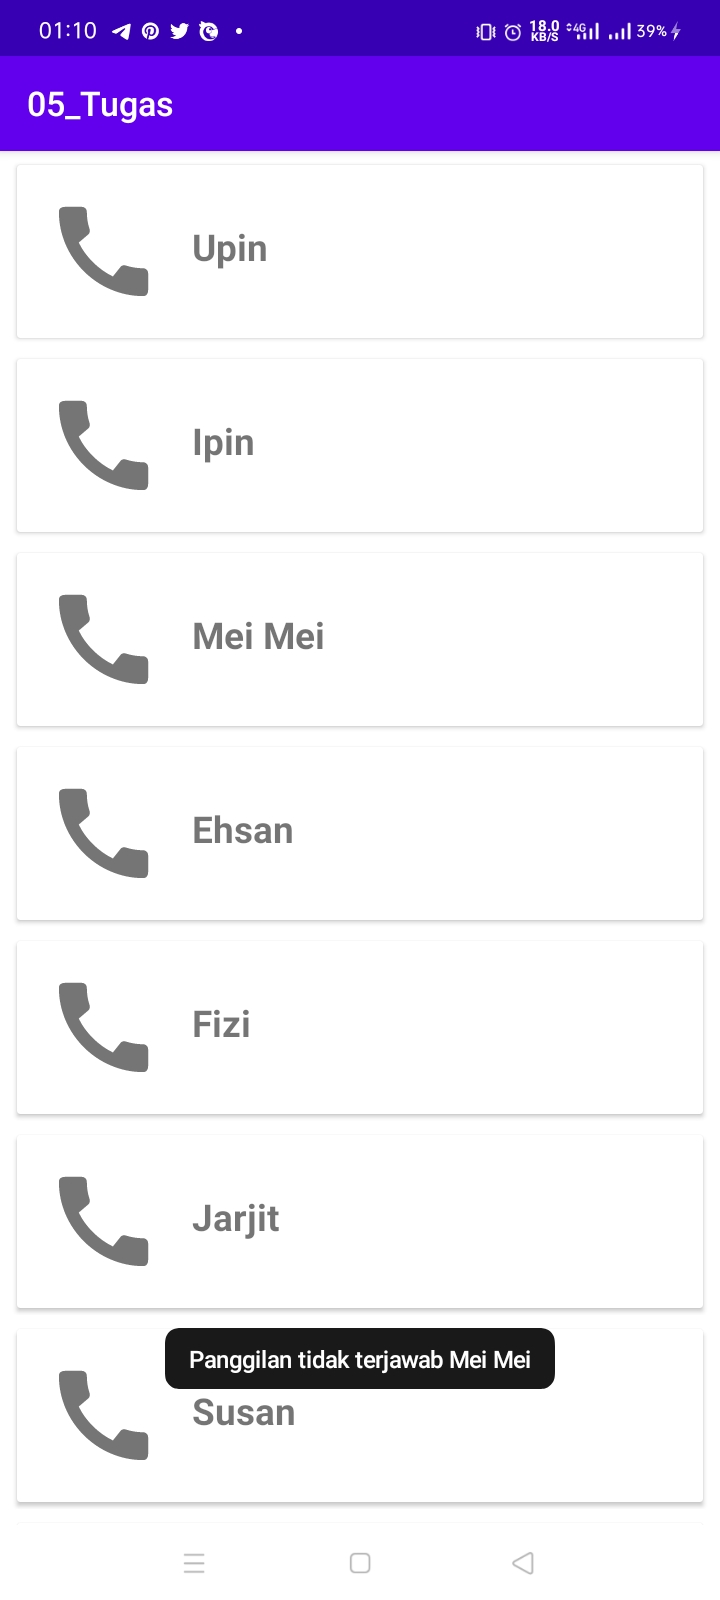 01:10
18.0
KB/S
4G
39%
05_Tugas
Upin
Ipin
Mei Mei
Ehsan
Fizi
Jarjit
Panggilan tidak terjawab Mei Mei
Susan